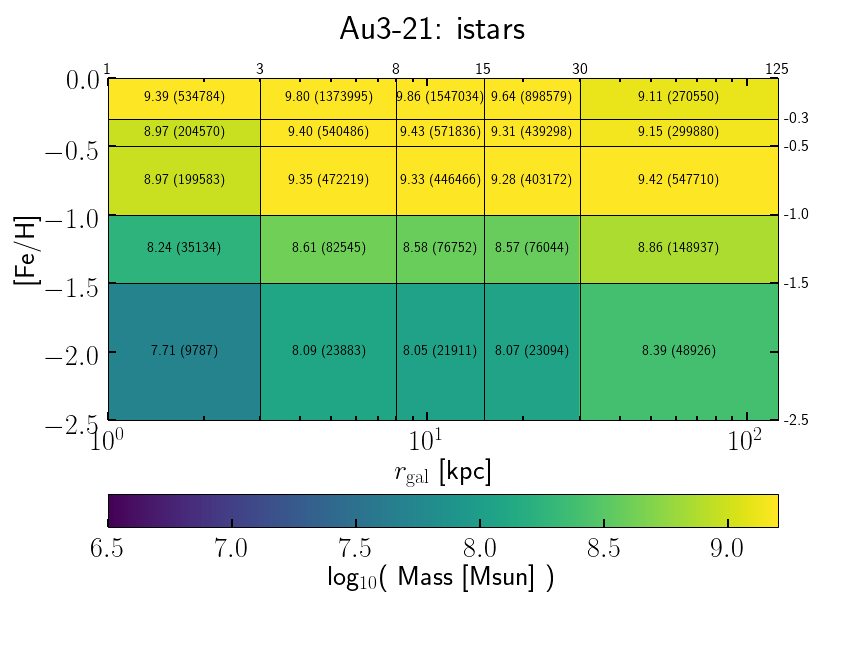 Au3-21: istars
1 3 8 15 30 125
0.0 9.39 (534784) 9.80 (1373995) 9.86 (1547034) 9.64 (898579) 9.11 (270550)
-0.3
8.97 (204570) 9.40 (540486) 9.43 (571836) 9.31 (439298) 9.15 (299880)
−0.5 -0.5
8.97 (199583) 9.35 (472219) 9.33 (446466) 9.28 (403172) 9.42 (547710)
−1.0 -1.0
[Fe/H]
8.24 (35134) 8.61 (82545) 8.58 (76752) 8.57 (76044) 8.86 (148937)
−1.5 -1.5
−2.0 7.71 (9787) 8.09 (23883) 8.05 (21911) 8.07 (23094) 8.39 (48926)
−2.5 -2.5
10⁰ 10¹ 10²
r_gal [kpc]
6.5 7.0 7.5 8.0 8.5 9.0
log₁₀( Mass [Msun] )